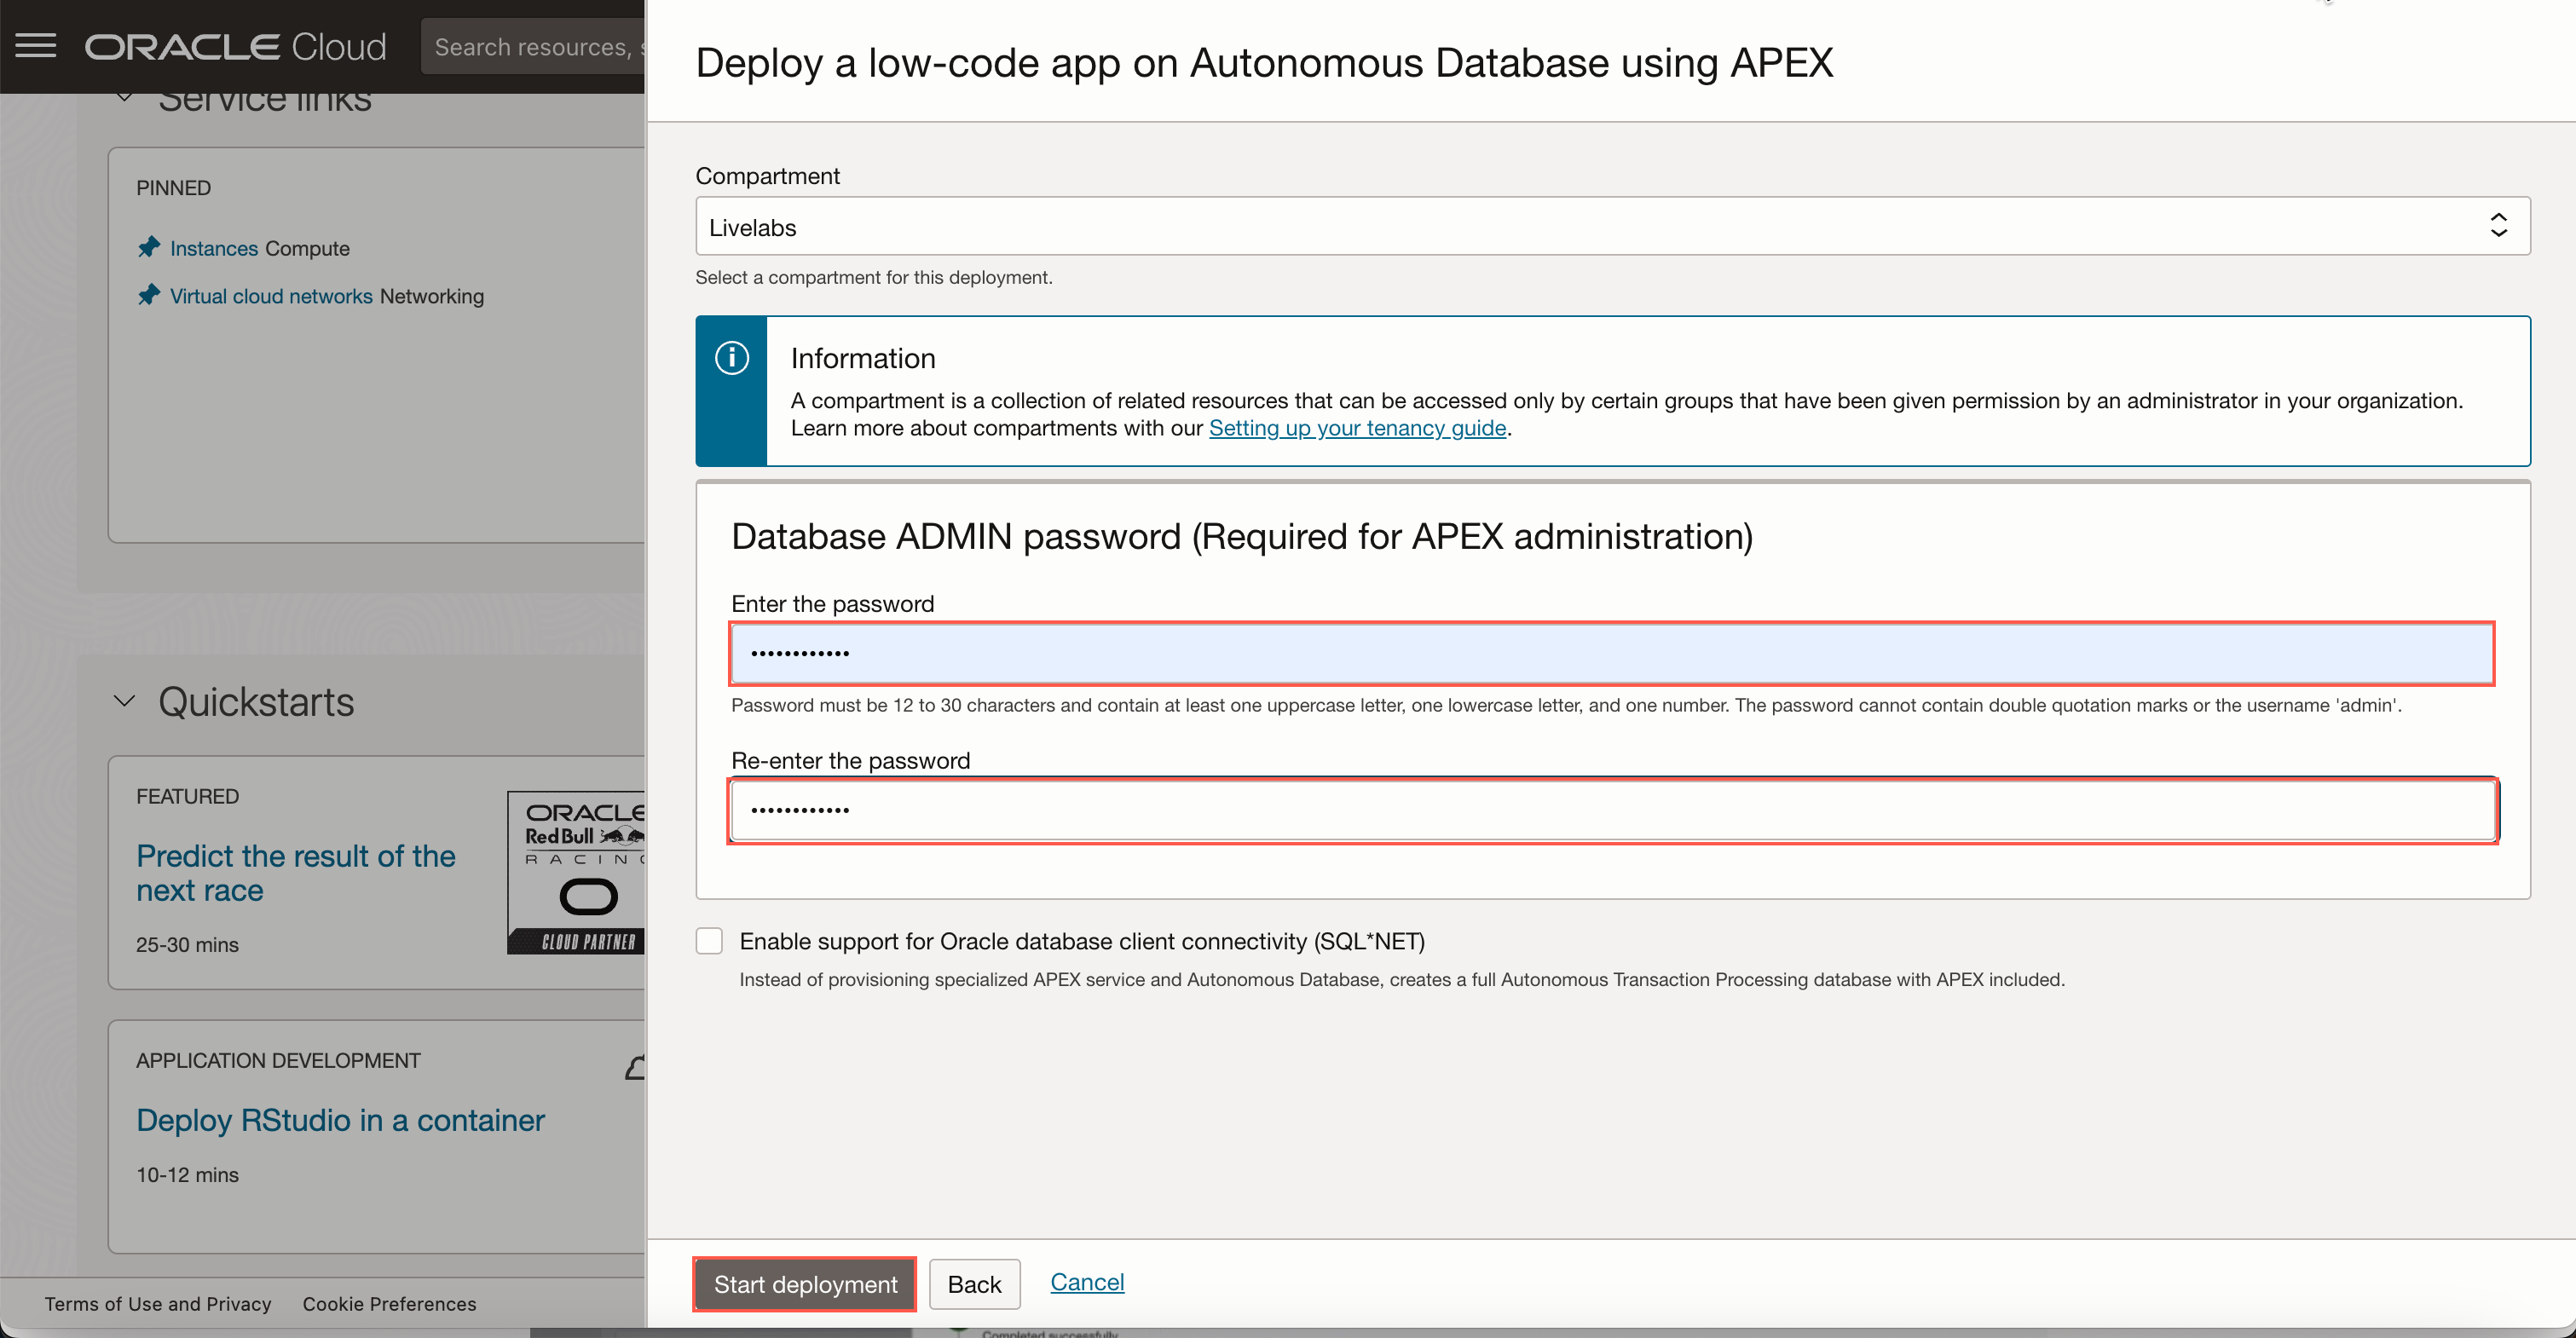 ORACLE Cloud
Search resources, s
Service links
PINNED
Instances Compute
Virtual cloud networks Networking
Quickstarts
FEATURED
Predict the result of the
next race
25-30 mins
ORACLE
Red Bull
RACING
CLOUD PARTNER
APPLICATION DEVELOPMENT
Deploy RStudio in a container
10-12 mins
Terms of Use and Privacy
Cookie Preferences
Deploy a low-code app on Autonomous Database using APEX
Compartment
Livelabs
Select a compartment for this deployment.
Information
A compartment is a collection of related resources that can be accessed only by certain groups that have been given permission by an administrator in your organization.
Learn more about compartments with our Setting up your tenancy guide.
Database ADMIN password (Required for APEX administration)
Enter the password
••••••••••••
Password must be 12 to 30 characters and contain at least one uppercase letter, one lowercase letter, and one number. The password cannot contain double quotation marks or the username 'admin'.
Re-enter the password
••••••••••••
Enable support for Oracle database client connectivity (SQL*NET)
Instead of provisioning specialized APEX service and Autonomous Database, creates a full Autonomous Transaction Processing database with APEX included.
Start deployment
Back
Cancel
Completed successfully